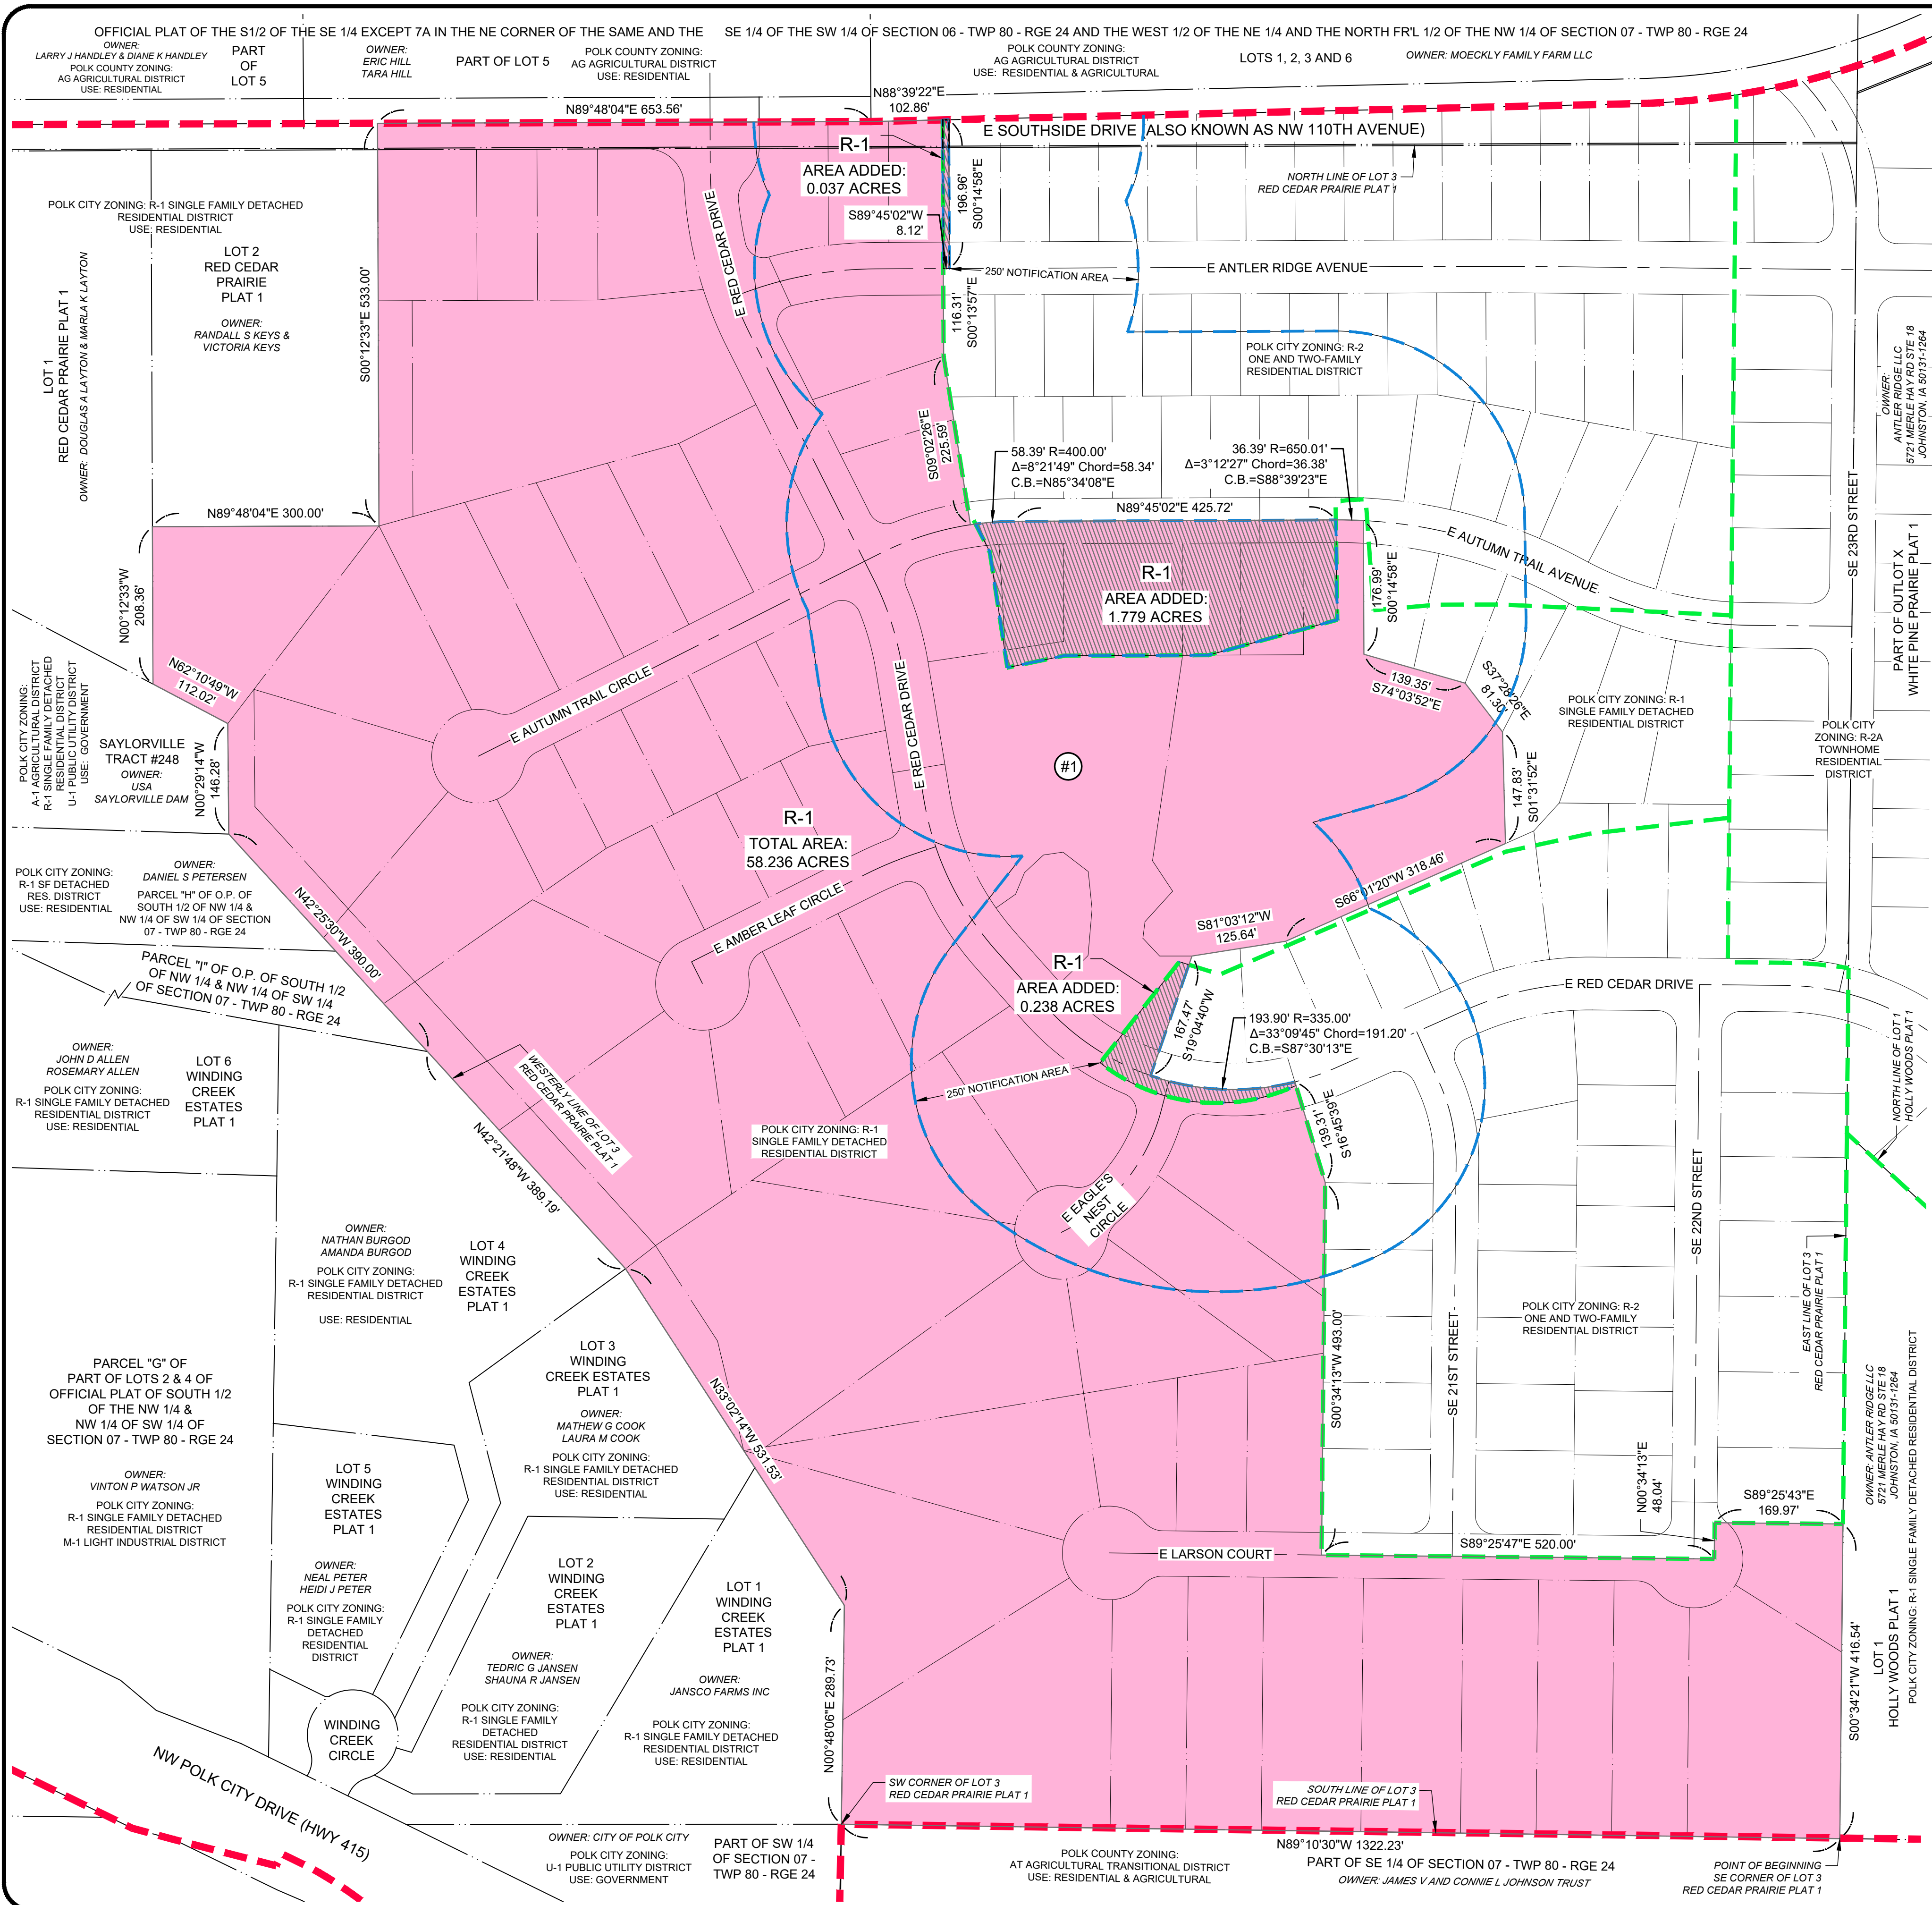 OFFICIAL PLAT OF THE S1/2 OF THE SE 1/4 EXCEPT 7A IN THE NE CORNER OF THE SAME AND THE SE 1/4 OF THE SW 1/4 OF SECTION 06 - TWP 80 - RGE 24 AND THE WEST 1/2 OF THE NE 1/4 AND THE NORTH FR'L 1/2 OF THE NW 1/4 OF SECTION 07 - TWP 80 - RGE 24
OWNER:
LARRY J HANDLEY & DIANE K HANDLEY
POLK COUNTY ZONING:
AG AGRICULTURAL DISTRICT
USE: RESIDENTIAL
PART
OF
LOT 5
OWNER:
ERIC HILL
TARA HILL
PART OF LOT 5
POLK COUNTY ZONING:
AG AGRICULTURAL DISTRICT
USE: RESIDENTIAL
POLK COUNTY ZONING:
AG AGRICULTURAL DISTRICT
USE: RESIDENTIAL & AGRICULTURAL
LOTS 1, 2, 3 AND 6
OWNER: MOECKLY FAMILY FARM LLC
N89°48'04"E 653.56'
N88°39'22"E
102.86'
E SOUTHSIDE DRIVE (ALSO KNOWN AS NW 110TH AVENUE)
R-1
AREA ADDED:
0.037 ACRES
S89°45'02"W
8.12'
196.96'
S00°14'58"E
NORTH LINE OF LOT 3
RED CEDAR PRAIRIE PLAT 1
POLK CITY ZONING: R-1 SINGLE FAMILY DETACHED
RESIDENTIAL DISTRICT
USE: RESIDENTIAL
LOT 2
RED CEDAR
PRAIRIE
PLAT 1
OWNER:
RANDALL S KEYS &
VICTORIA KEYS
LOT 1
RED CEDAR PRAIRIE PLAT 1
OWNER: DOUGLAS A LAYTON & MARLA K LAYTON
S00°12'33"E 533.00'
E RED CEDAR DRIVE
250' NOTIFICATION AREA
E ANTLER RIDGE AVENUE
116.31'
S00°13'57"E
POLK CITY ZONING: R-2
ONE AND TWO-FAMILY
RESIDENTIAL DISTRICT
SE 23RD STREET
OWNER:
ANTLER RIDGE LLC
5721 MERLE HAY RD STE 18
JOHNSTON, IA 50131-1264
S09°02'26"E
225.59'
58.39' R=400.00'
Δ=8°21'49" Chord=58.34'
C.B.=N85°34'08"E
36.39' R=650.01'
Δ=3°12'27" Chord=36.38'
C.B.=S88°39'23"E
N89°45'02"E 425.72'
N89°48'04"E 300.00'
E AUTUMN TRAIL AVENUE
PART OF OUTLOT X
WHITE PINE PRAIRIE PLAT 1
N00°12'33"W
208.36'
R-1
AREA ADDED:
1.779 ACRES
176.99'
S00°14'58"E
N62°10'49"W
112.02'
E AUTUMN TRAIL CIRCLE
E RED CEDAR DRIVE
139.35'
S74°03'52"E
S37°28'26"E
81.30'
POLK CITY ZONING: R-1
SINGLE FAMILY DETACHED
RESIDENTIAL DISTRICT
POLK CITY
ZONING: R-2A
TOWNHOME
RESIDENTIAL
DISTRICT
POLK CITY ZONING:
A-1 AGRICULTURAL DISTRICT
R-1 SINGLE FAMILY DETACHED
RESIDENTIAL DISTRICT
U-1 PUBLIC UTILITY DISTRICT
USE: GOVERNMENT
SAYLORVILLE
TRACT #248
OWNER:
USA
SAYLORVILLE DAM
N00°29'14"W
146.28'
#1
147.83'
S01°31'52"E
R-1
TOTAL AREA:
58.236 ACRES
POLK CITY ZONING:
R-1 SF DETACHED
RES. DISTRICT
USE: RESIDENTIAL
OWNER:
DANIEL S PETERSEN
PARCEL "H" OF O.P. OF
SOUTH 1/2 OF NW 1/4 &
NW 1/4 OF SW 1/4 OF SECTION
07 - TWP 80 - RGE 24
N42°25'30"W 390.00'
E AMBER LEAF CIRCLE
S66°01'20"W 318.46'
S81°03'12"W
125.64'
PARCEL "I" OF O.P. OF SOUTH 1/2
OF NW 1/4 & NW 1/4 OF SW 1/4
OF SECTION 07 - TWP 80 - RGE 24
R-1
AREA ADDED:
0.238 ACRES
167.47'
S19°04'40"W
193.90' R=335.00'
Δ=33°09'45" Chord=191.20'
C.B.=S87°30'13"E
E RED CEDAR DRIVE
OWNER:
JOHN D ALLEN
ROSEMARY ALLEN
POLK CITY ZONING:
R-1 SINGLE FAMILY DETACHED
RESIDENTIAL DISTRICT
USE: RESIDENTIAL
LOT 6
WINDING
CREEK
ESTATES
PLAT 1
WESTERLY LINE OF LOT 3
RED CEDAR PRAIRIE PLAT 1
250' NOTIFICATION AREA
139.31'
S16°45'39"E
NORTH LINE OF LOT 1
HOLLY WOODS PLAT 1
N42°21'48"W 389.19'
POLK CITY ZONING: R-1
SINGLE FAMILY DETACHED
RESIDENTIAL DISTRICT
E EAGLE'S
NEST
CIRCLE
SE 22ND STREET
OWNER:
NATHAN BURGOD
AMANDA BURGOD
POLK CITY ZONING:
R-1 SINGLE FAMILY DETACHED
RESIDENTIAL DISTRICT
USE: RESIDENTIAL
LOT 4
WINDING
CREEK
ESTATES
PLAT 1
S00°34'13"W 493.00'
SE 21ST STREET
POLK CITY ZONING: R-2
ONE AND TWO-FAMILY
RESIDENTIAL DISTRICT
EAST LINE OF LOT 3
RED CEDAR PRAIRIE PLAT 1
PARCEL "G" OF
PART OF LOTS 2 & 4 OF
OFFICIAL PLAT OF SOUTH 1/2
OF THE NW 1/4 &
NW 1/4 OF SW 1/4 OF
SECTION 07 - TWP 80 - RGE 24
OWNER:
VINTON P WATSON JR
POLK CITY ZONING:
R-1 SINGLE FAMILY DETACHED
RESIDENTIAL DISTRICT
M-1 LIGHT INDUSTRIAL DISTRICT
LOT 3
WINDING
CREEK ESTATES
PLAT 1
OWNER:
MATHEW G COOK
LAURA M COOK
POLK CITY ZONING:
R-1 SINGLE FAMILY DETACHED
RESIDENTIAL DISTRICT
USE: RESIDENTIAL
N33°02'14"W 531.53'
OWNER: ANTLER RIDGE LLC
5721 MERLE HAY RD STE 18
JOHNSTON, IA 50131-1264
LOT 5
WINDING
CREEK
ESTATES
PLAT 1
OWNER:
NEAL PETER
HEIDI J PETER
POLK CITY ZONING:
R-1 SINGLE FAMILY
DETACHED
RESIDENTIAL
DISTRICT
N00°34'13"E
48.04'
S89°25'43"E
169.97'
S89°25'47"E 520.00'
E LARSON COURT
LOT 2
WINDING
CREEK
ESTATES
PLAT 1
OWNER:
TEDRIC G JANSEN
SHAUNA R JANSEN
POLK CITY ZONING:
R-1 SINGLE FAMILY
DETACHED
RESIDENTIAL DISTRICT
USE: RESIDENTIAL
LOT 1
WINDING
CREEK
ESTATES
PLAT 1
OWNER:
JANSCO FARMS INC
POLK CITY ZONING:
R-1 SINGLE FAMILY DETACHED
RESIDENTIAL DISTRICT
USE: RESIDENTIAL
N00°48'06"E 289.73'
S00°34'21"W 416.54'
LOT 1
HOLLY WOODS PLAT 1
POLK CITY ZONING: R-1 SINGLE FAMILY DETACHED RESIDENTIAL DISTRICT
WINDING
CREEK
CIRCLE
NW POLK CITY DRIVE (HWY 415)
SW CORNER OF LOT 3
RED CEDAR PRAIRIE PLAT 1
SOUTH LINE OF LOT 3
RED CEDAR PRAIRIE PLAT 1
N89°10'30"W 1322.23'
OWNER: CITY OF POLK CITY
POLK CITY ZONING:
U-1 PUBLIC UTILITY DISTRICT
USE: GOVERNMENT
PART OF SW 1/4
OF SECTION 07 -
TWP 80 - RGE 24
POLK COUNTY ZONING:
AT AGRICULTURAL TRANSITIONAL DISTRICT
USE: RESIDENTIAL & AGRICULTURAL
PART OF SE 1/4 OF SECTION 07 - TWP 80 - RGE 24
OWNER: JAMES V AND CONNIE L JOHNSON TRUST
POINT OF BEGINNING
SE CORNER OF LOT 3
RED CEDAR PRAIRIE PLAT 1